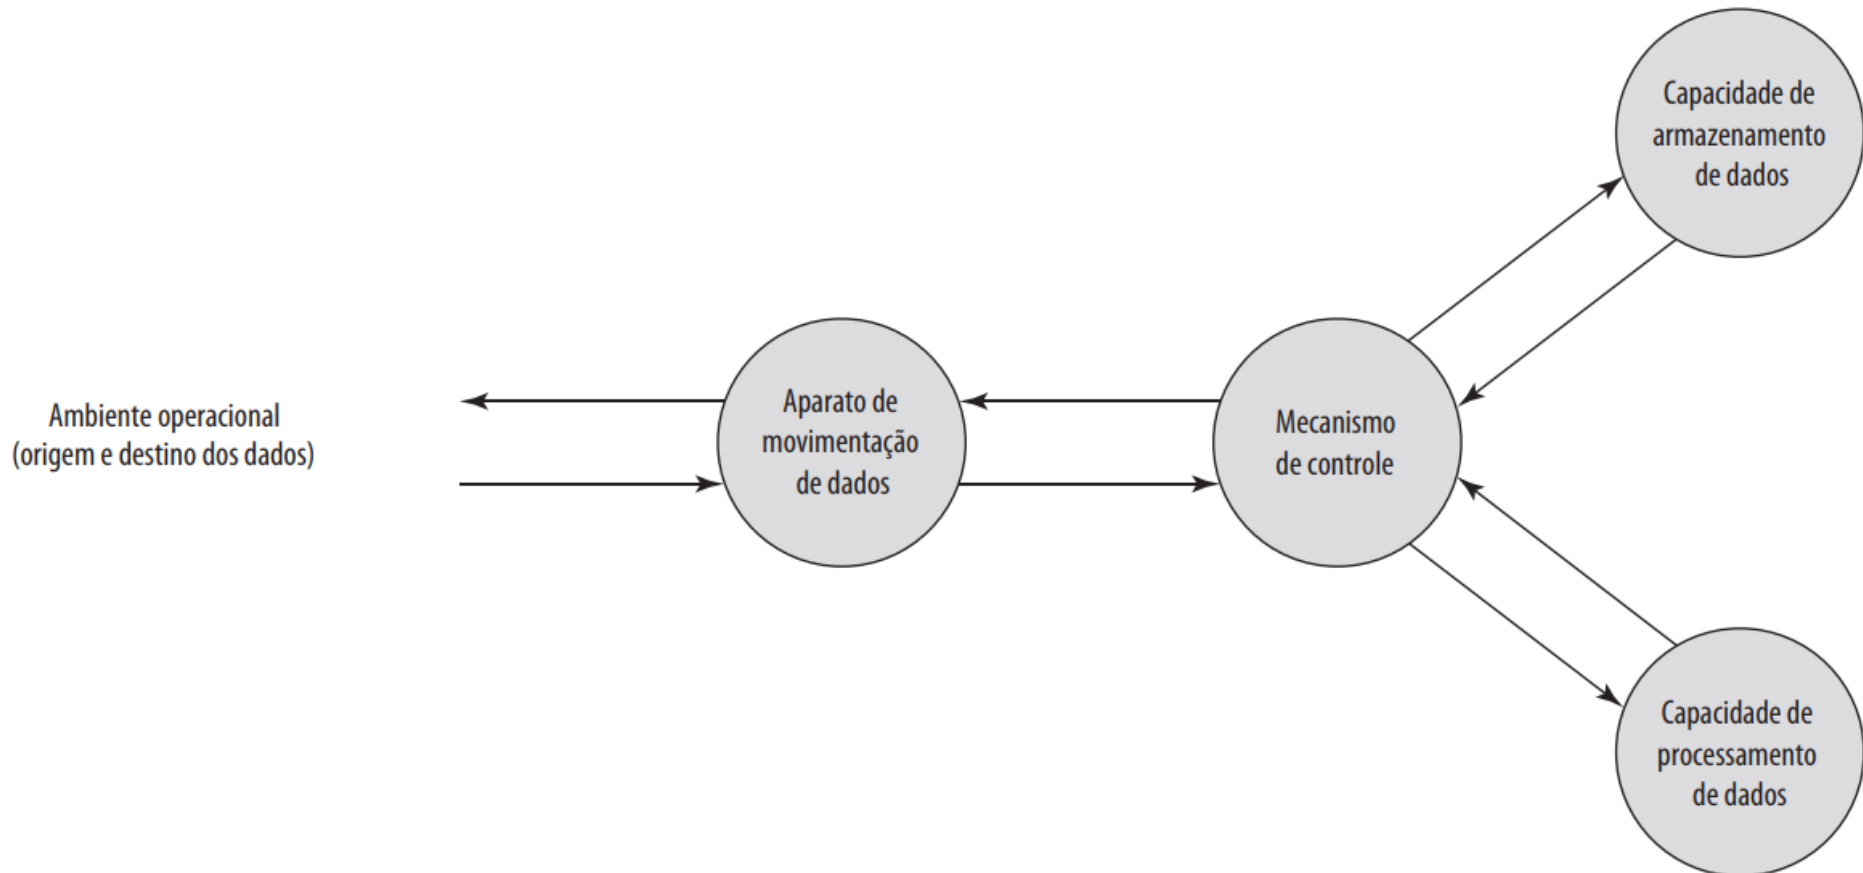 Ambiente operacional
(origem e destino dos dados)
Aparato de
movimentação
de dados
Mecanismo
de controle
Capacidade de
armazenamento
de dados
Capacidade de
processamento
de dados